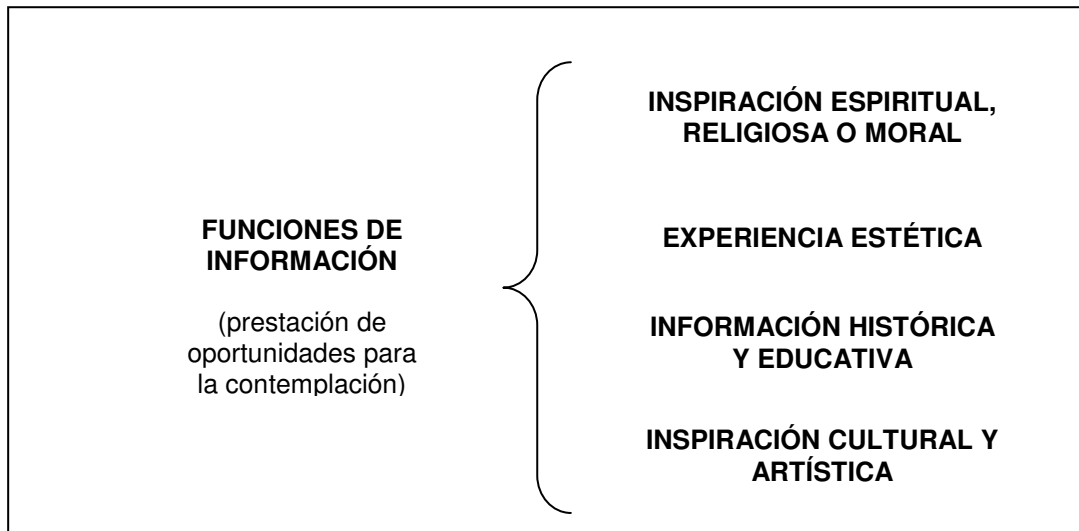 FUNCIONES DE
INFORMACIÓN
(prestación de
oportunidades para
la contemplación)
INSPIRACIÓN ESPIRITUAL,
RELIGIOSA O MORAL
EXPERIENCIA ESTÉTICA
INFORMACIÓN HISTÓRICA
Y EDUCATIVA
INSPIRACIÓN CULTURAL Y
ARTÍSTICA